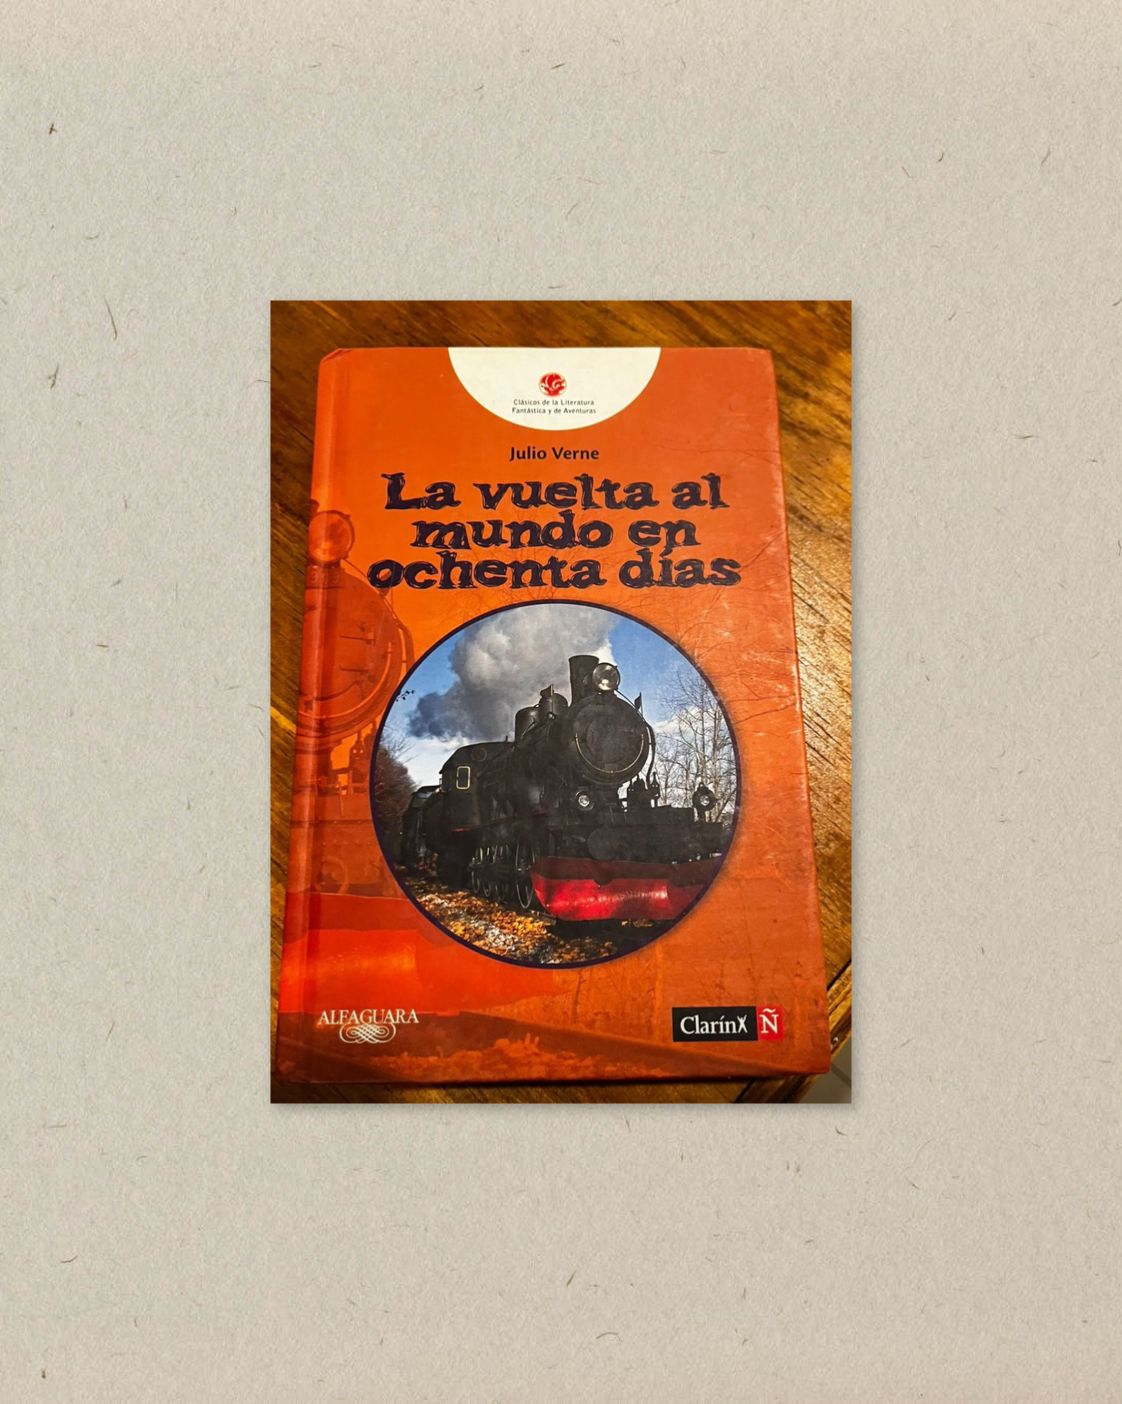 Clásicos de la Literatura
Fantástica y de Aventuras
Julio Verne
La vuelta al
mundo en
ochenta días
ALFAGUARA
Clarín Ñ